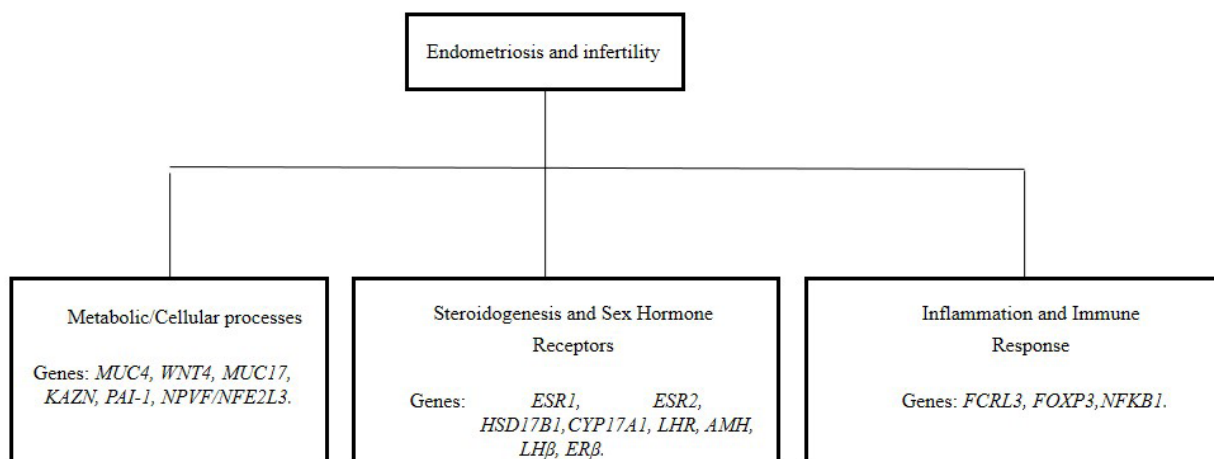 Endometriosis and infertility
Metabolic/Cellular processes
Genes: MUC4, WNT4, MUC17,
KAZN, PAI-1, NPVF/NFE2L3.
Steroidogenesis and Sex Hormone
Receptors
Genes: ESR1, ESR2,
HSD17B1,CYP17A1, LHR, AMH,
LHβ, ERβ.
Inflammation and Immune
Response
Genes: FCRL3, FOXP3,NFKB1.